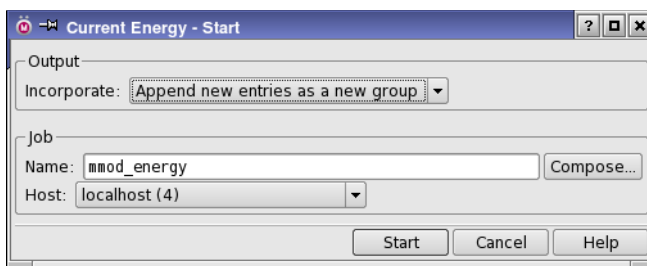 Current Energy - Start
Output
Incorporate: Append new entries as a new group
Job
Name: mmod_energy Compose...
Host: localhost (4)
Start Cancel Help